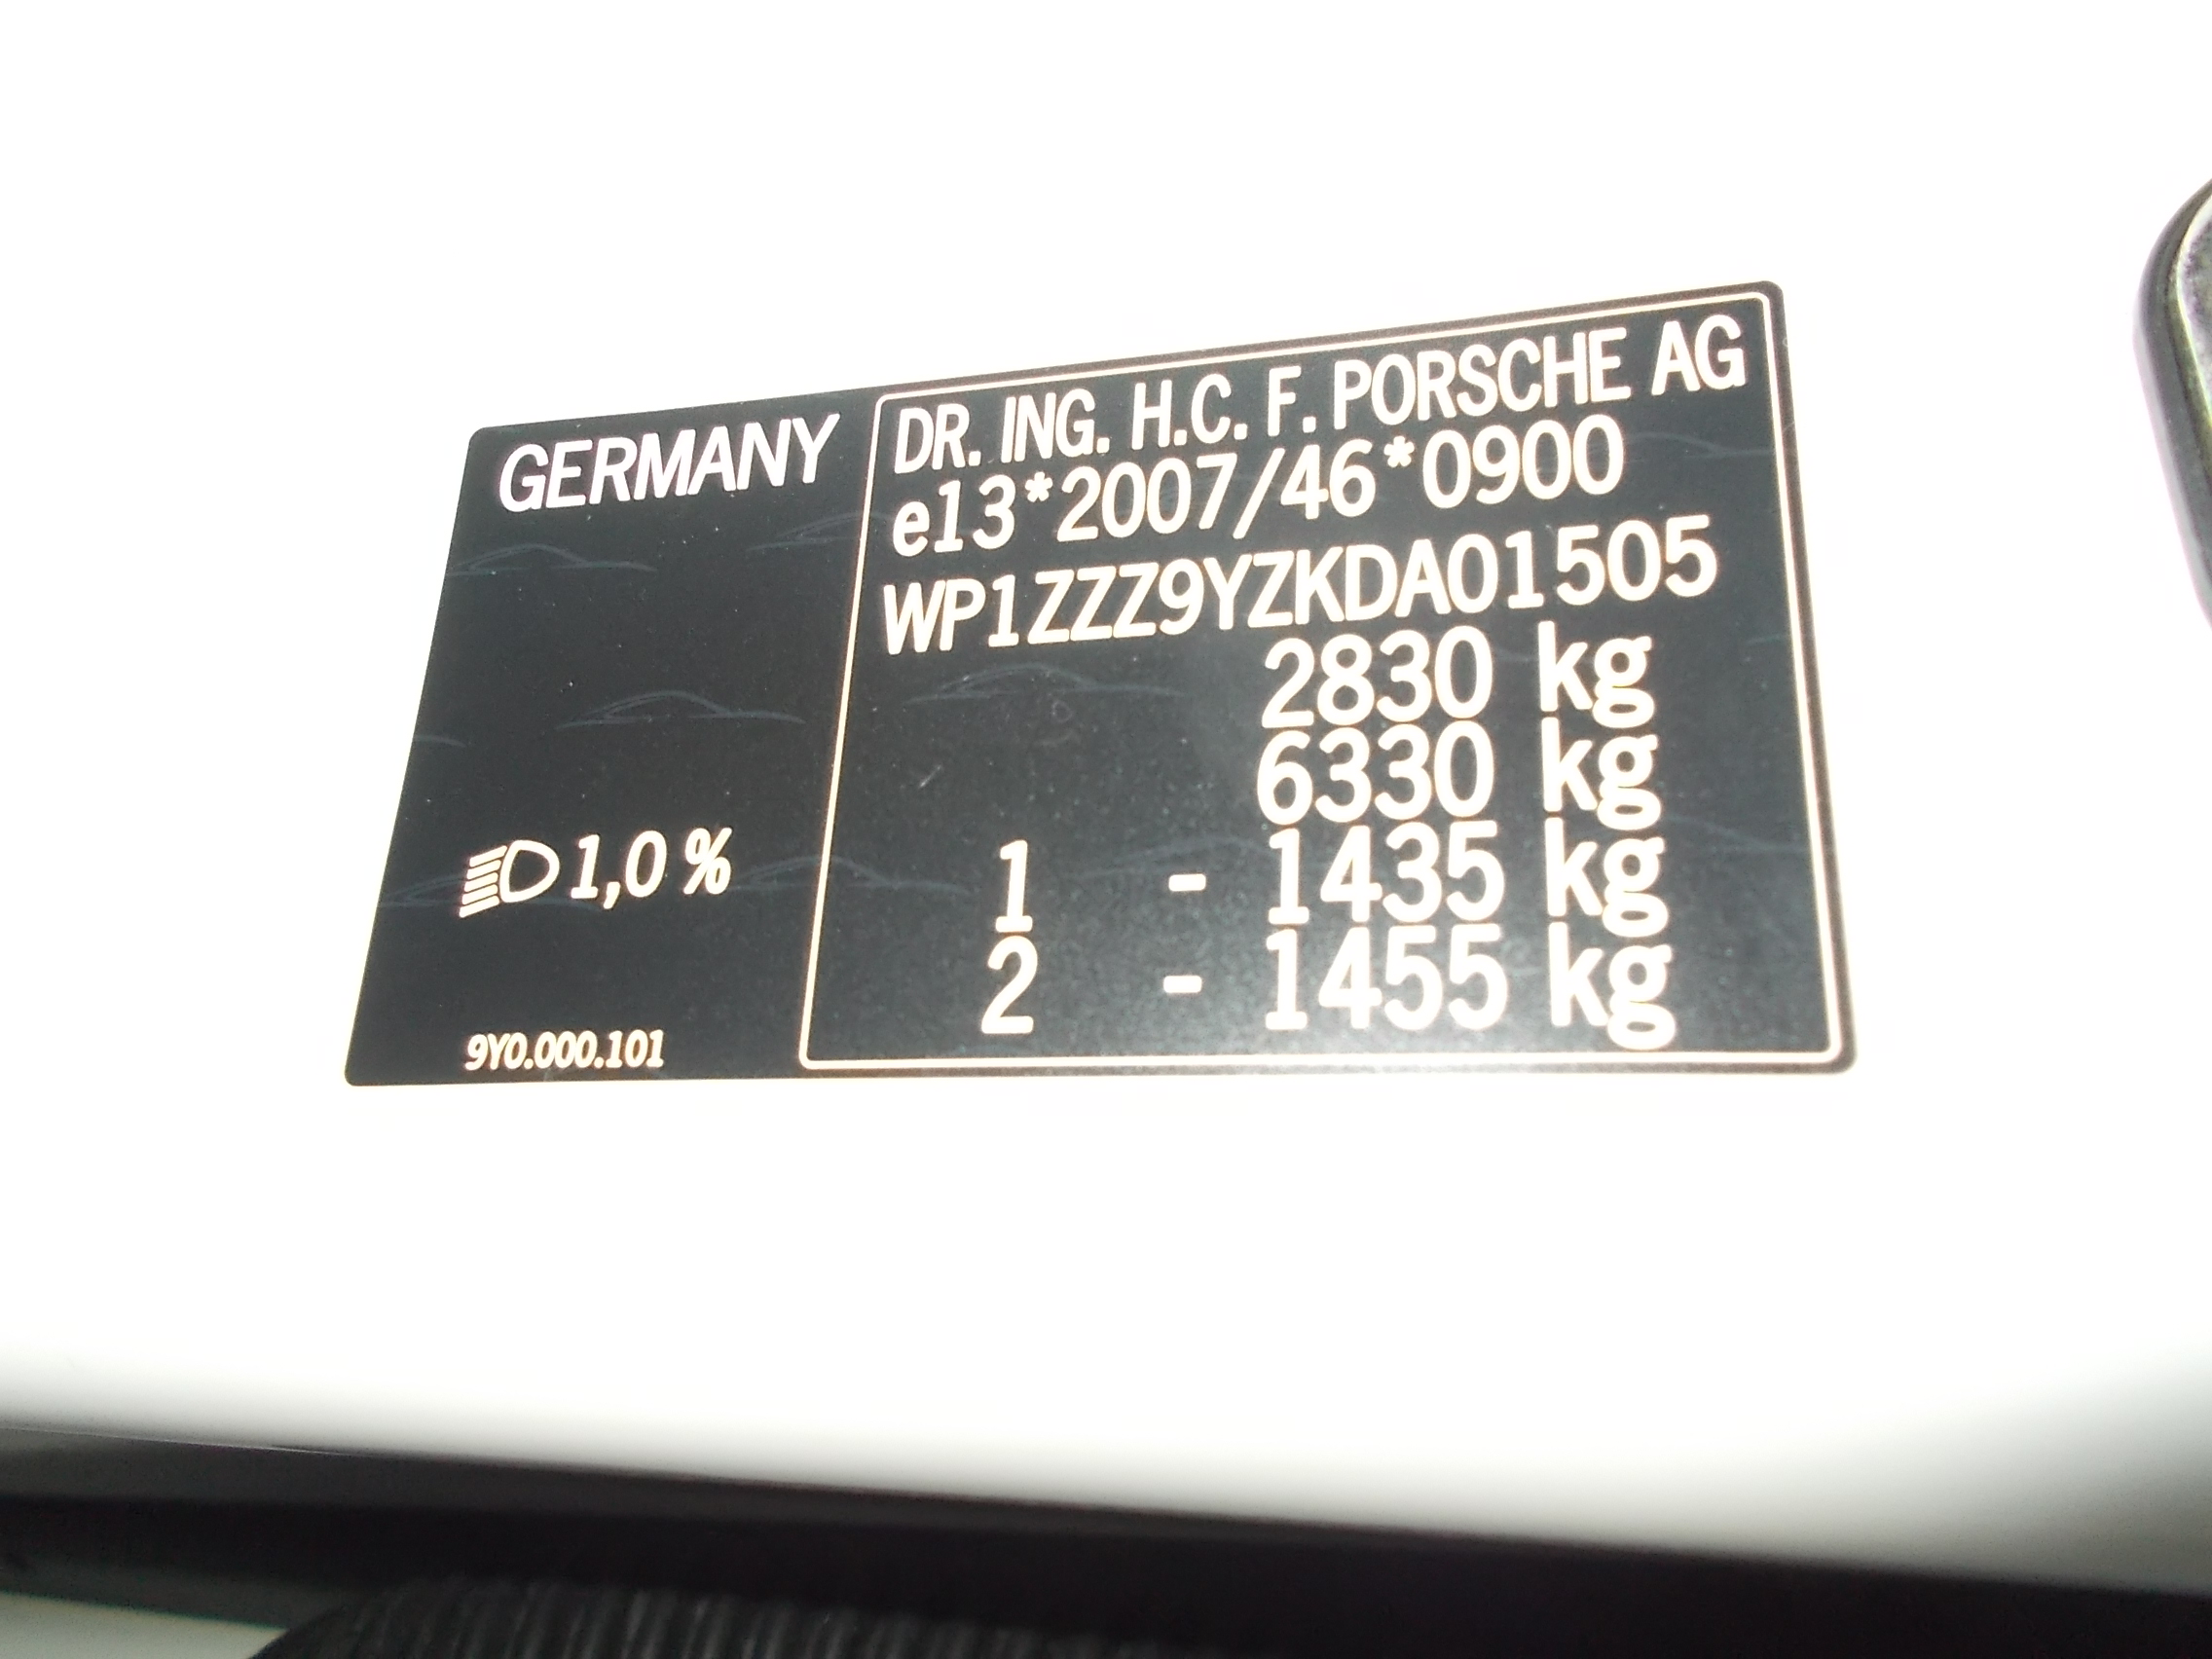 GERMANY
DR. ING. H.C. F. PORSCHE AG
e13*2007/46*0900
WP1ZZZ9YZKDA01505
2830 kg
6330 kg
1 - 1435 kg
2 - 1455 kg
1,0 %
9Y0.000.101